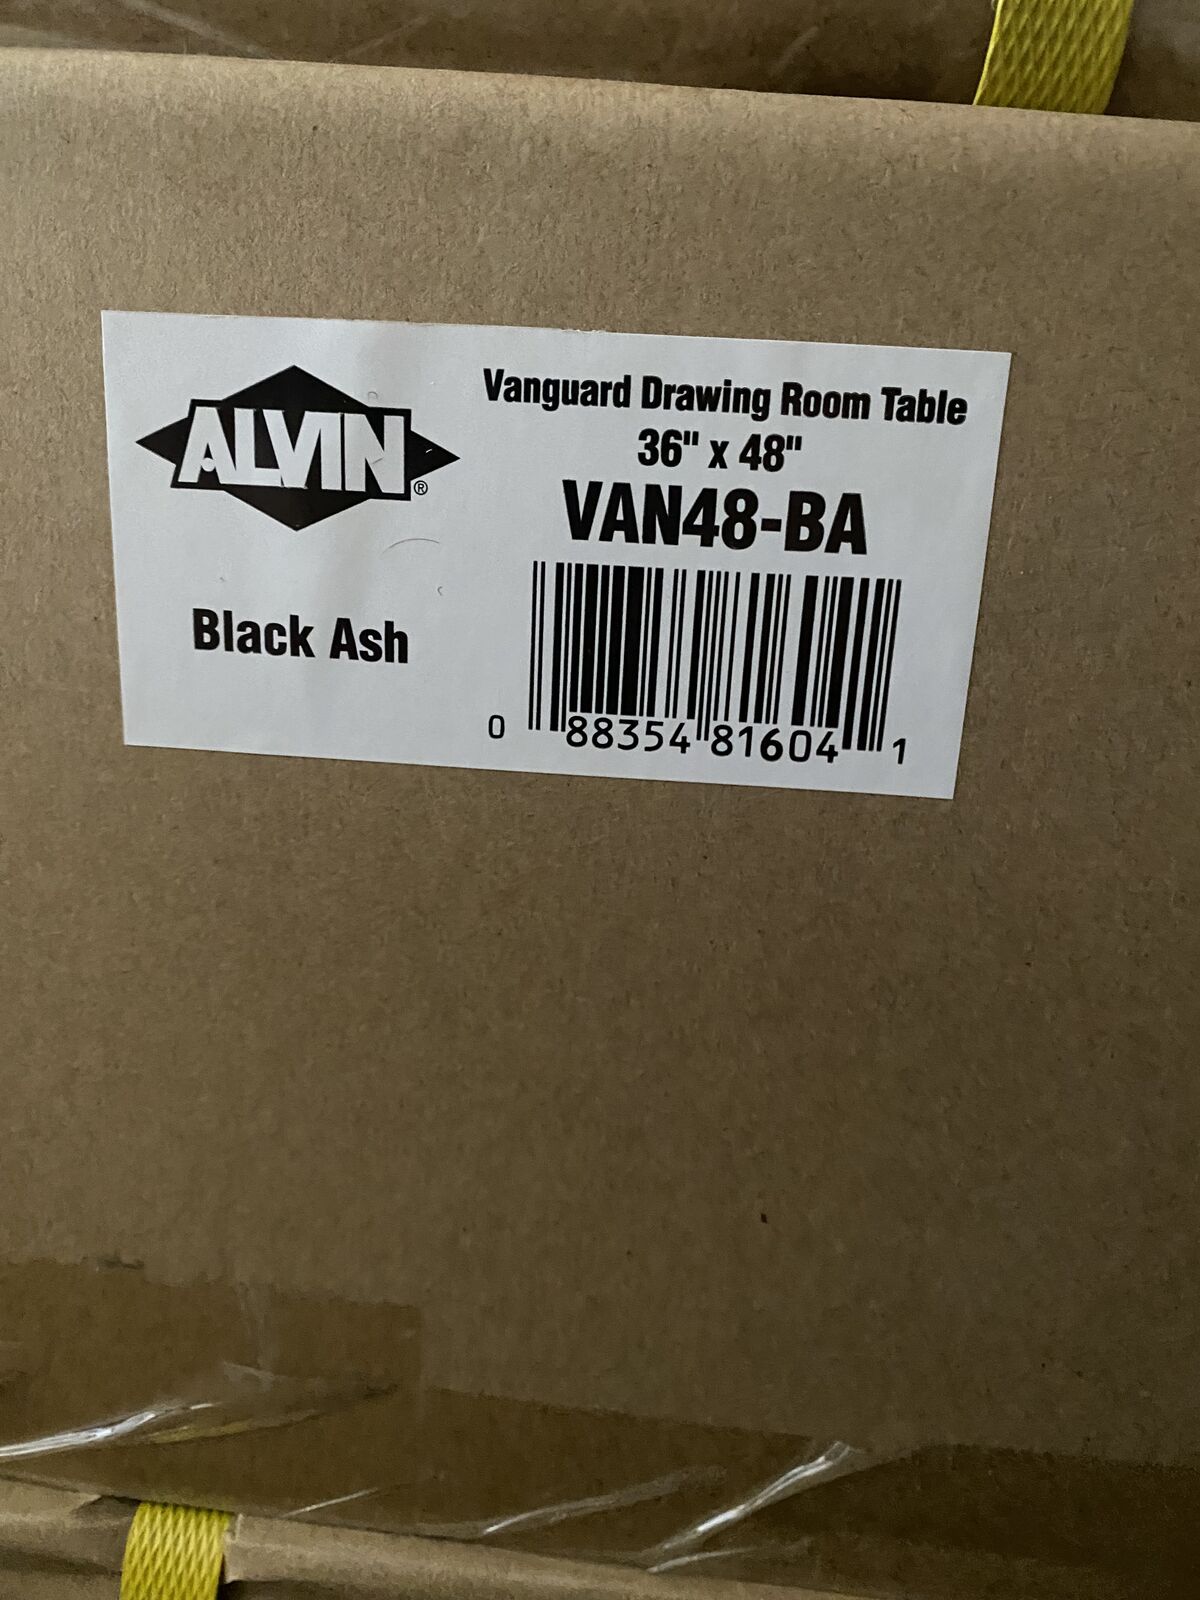 ALVIN®
Vanguard Drawing Room Table
36" x 48"
VAN48-BA
Black Ash
0 88354 81604 1